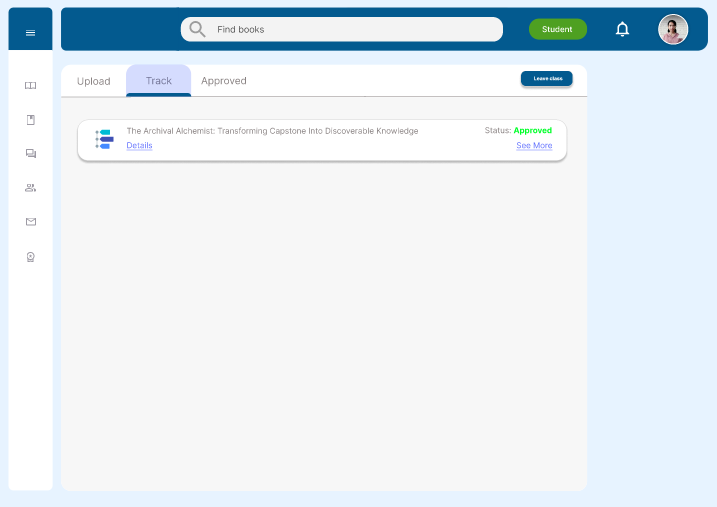 Find books
Student
Upload
Track
Approved
Leave class
The Archival Alchemist: Transforming Capstone Into Discoverable Knowledge
Status: Approved
Details
See More